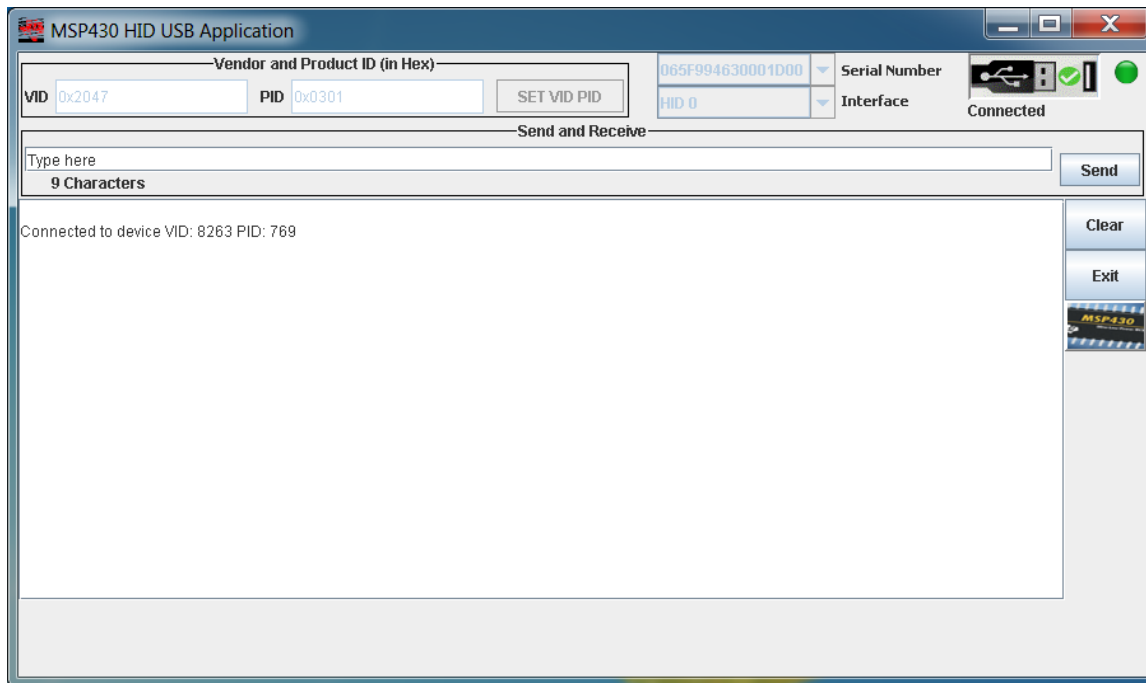 MSP430 HID USB Application
Vendor and Product ID (in Hex)
VID 0x2047 PID 0x0301 SET VID PID
065F994630001D00 Serial Number
HID 0 Interface
Connected
Send and Receive
Type here
9 Characters
Send
Connected to device VID: 8263 PID: 769
Clear
Exit
MSP430